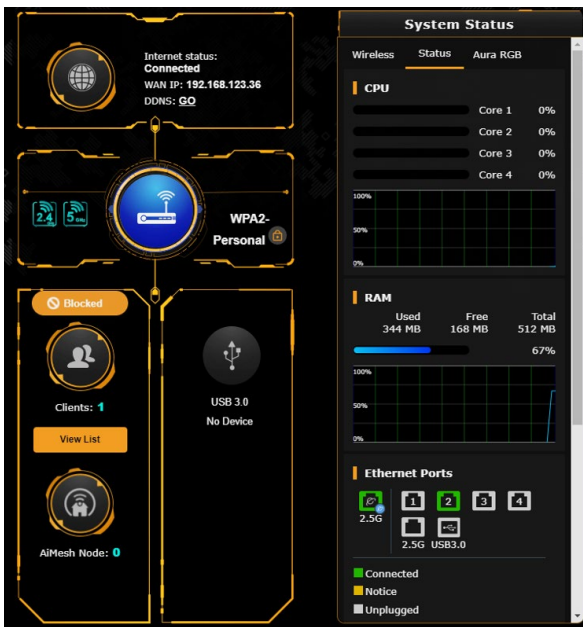 Internet status:
Connected
WAN IP: 192.168.123.36
DDNS: GO
2.4 GHz
5 GHz
WPA2-
Personal
Blocked
Clients: 1
View List
AiMesh Node: 0
USB 3.0
No Device
System Status
Wireless Status Aura RGB
CPU
Core 1 0%
Core 2 0%
Core 3 0%
Core 4 0%
100%
50%
0%
RAM
Used Free Total
344 MB 168 MB 512 MB
67%
100%
50%
0%
Ethernet Ports
1 2 3 4
2.5G
2.5G USB3.0
Connected
Notice
Unplugged